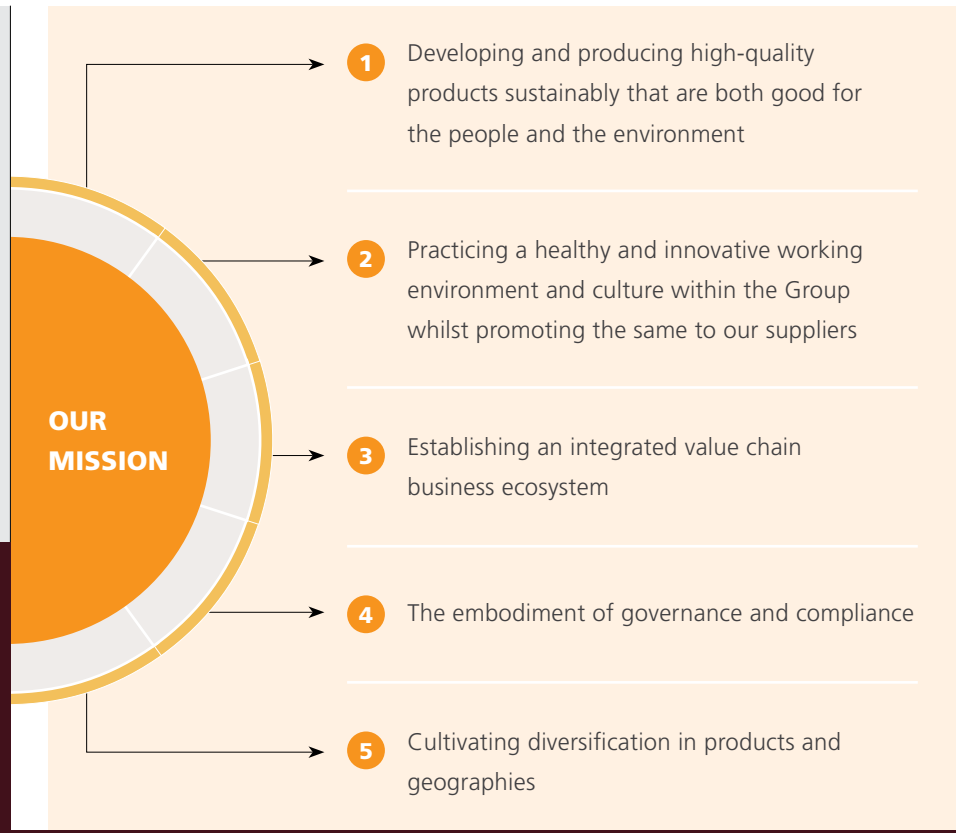 OUR
MISSION
1
Developing and producing high-quality
products sustainably that are both good for
the people and the environment
2
Practicing a healthy and innovative working
environment and culture within the Group
whilst promoting the same to our suppliers
3
Establishing an integrated value chain
business ecosystem
4
The embodiment of governance and compliance
5
Cultivating diversification in products and
geographies